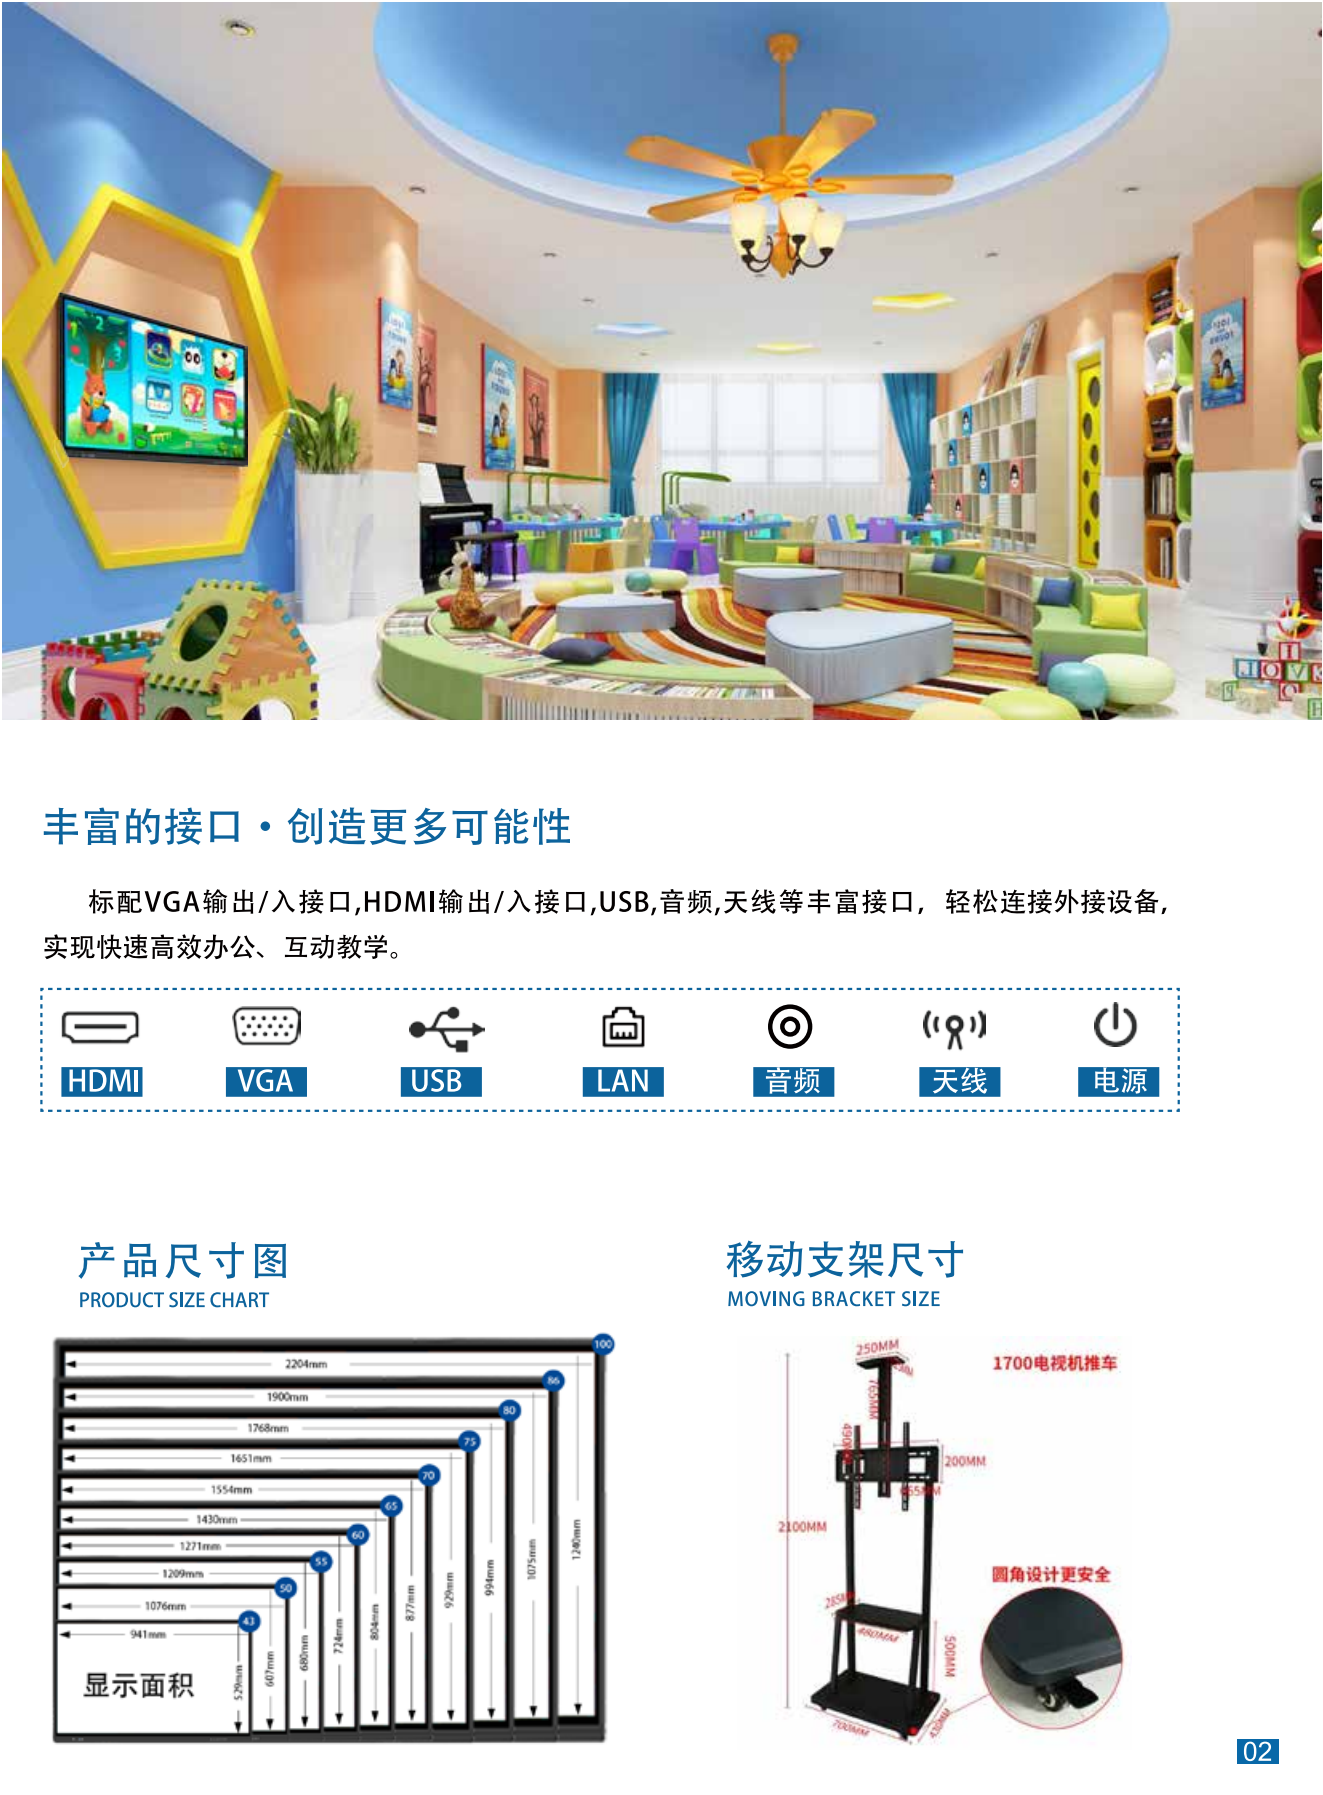 丰富的接口·创造更多可能性
标配VGA输出/入接口,HDMI输出/入接口,USB,音频,天线等丰富接口，轻松连接外接设备,
实现快速高效办公、互动教学。
HDMI VGA USB LAN 音频 天线 电源
产品尺寸图
PRODUCT SIZE CHART
移动支架尺寸
MOVING BRACKET SIZE
100
2204mm
86
1900mm
80
1768mm
75
1651mm
70
1554mm
65
1430mm
60
1271mm
55
1209mm
50
1076mm
43
941mm
显示面积
529mm
607mm
680mm
724mm
804mm
877mm
929mm
994mm
1075mm
1240mm
250MM
1700电视机推车
765MM
200MM
2100MM
圆角设计更安全
480MM
500MM
700MM
430MM
02